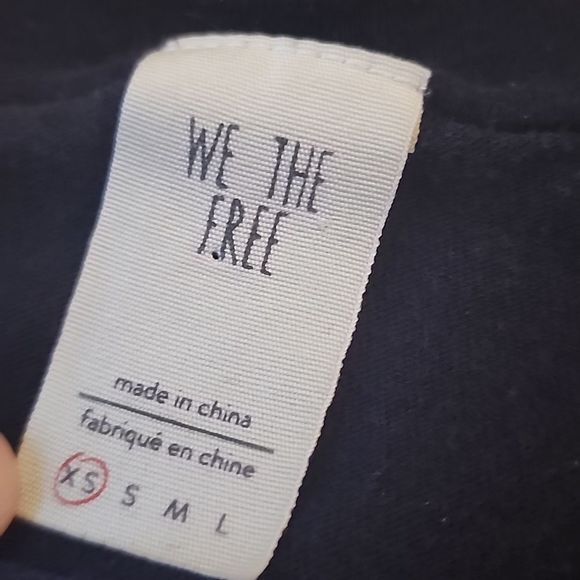 WE THE
FREE
made in china
fabriqué en chine
XS S M L